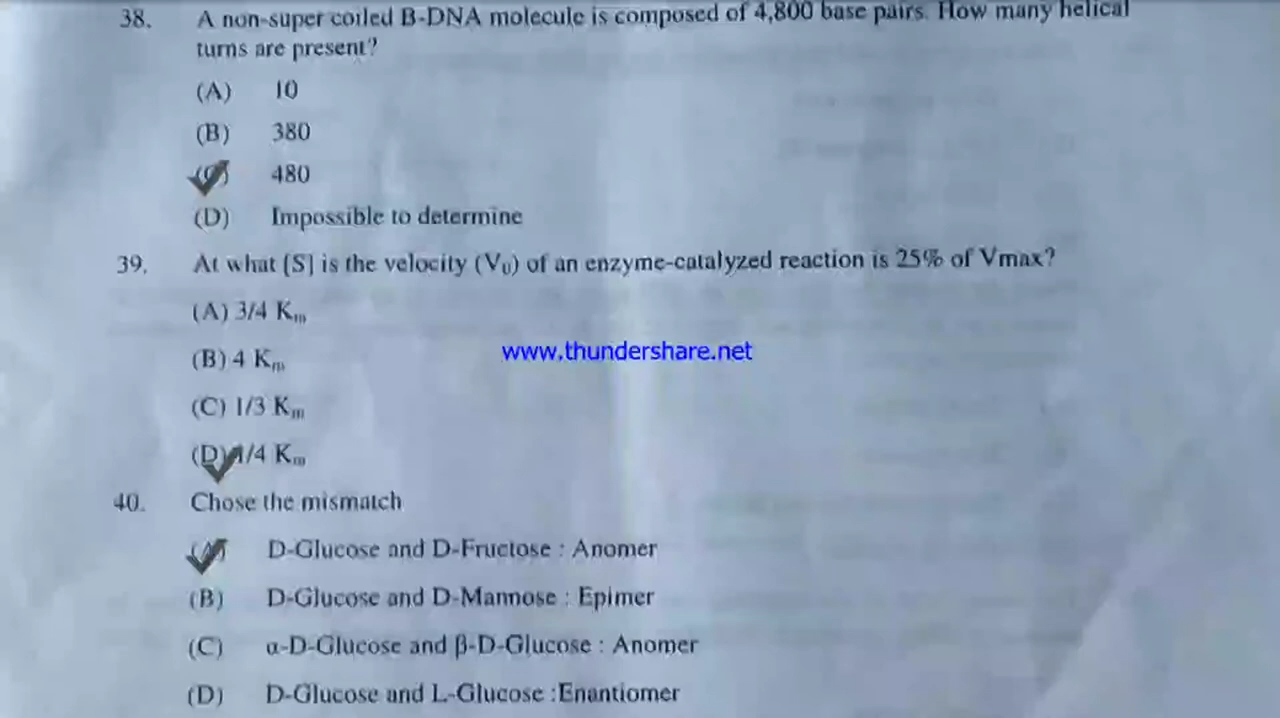 38. A non-super coiled B-DNA molecule is composed of 4,800 base pairs. How many helical
turns are present?
(A) 10
(B) 380
(C) 480
(D) Impossible to determine
39. At what [S] is the velocity (V₀) of an enzyme-catalyzed reaction is 25% of Vmax?
(A) 3/4 Kₘ
(B) 4 Kₘ
www.thundershare.net
(C) 1/3 Kₘ
(D) 1/4 Kₘ
40. Chose the mismatch
(A) D-Glucose and D-Fructose : Anomer
(B) D-Glucose and D-Mannose : Epimer
(C) α-D-Glucose and β-D-Glucose : Anomer
(D) D-Glucose and L-Glucose :Enantiomer